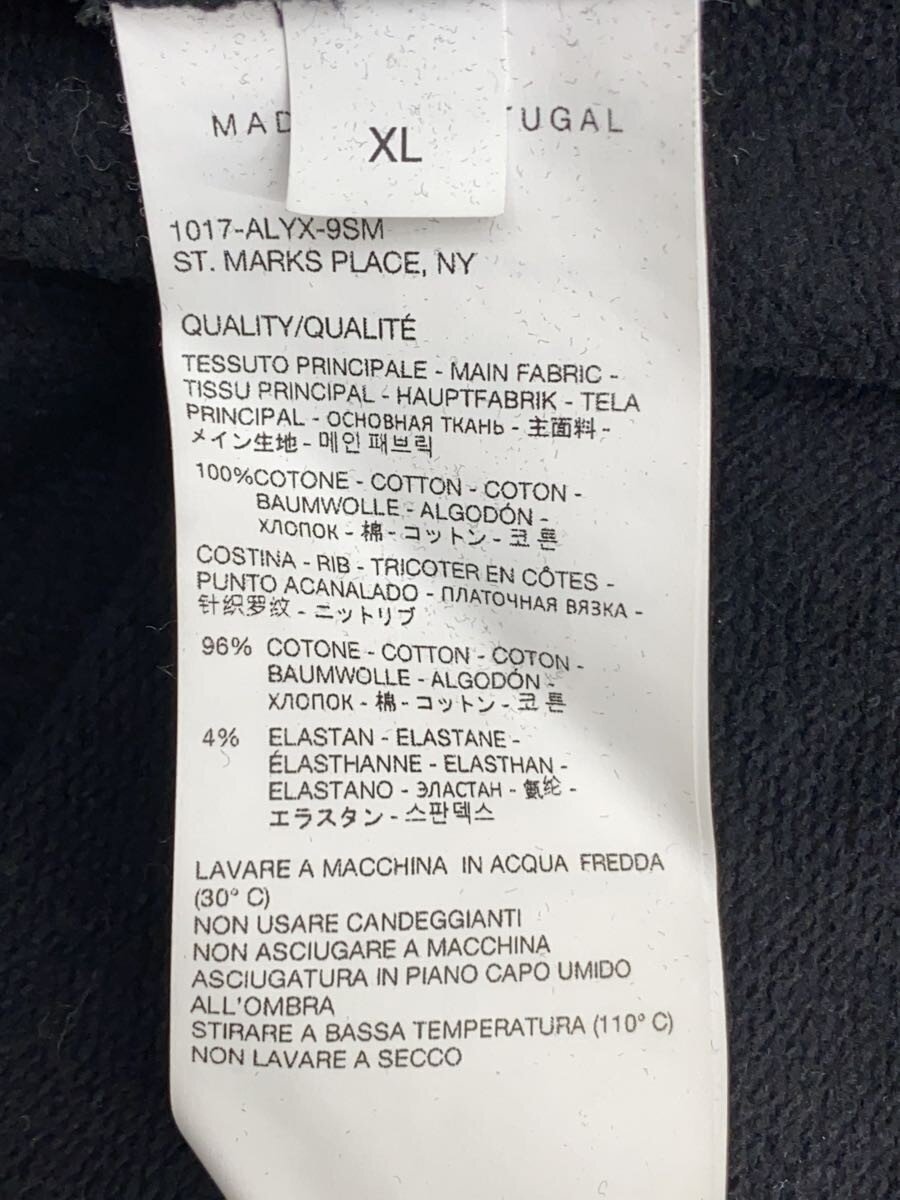 MAD
UGAL
XL
1017-ALYX-9SM
ST. MARKS PLACE, NY
QUALITY/QUALITÉ
TESSUTO PRINCIPALE - MAIN FABRIC -
TISSU PRINCIPAL - HAUPTFABRIK - TELA
PRINCIPAL - ОСНОВНАЯ ТКАНЬ - 主面料 -
メイン生地 - 메인 패브릭
100%COTONE - COTTON - COTON -
BAUMWOLLE - ALGODÓN -
ХЛОПОК - 棉 - コットン - 코튼
COSTINA - RIB - TRICOTER EN CÔTES -
PUNTO ACANALADO - ПЛАТОЧНАЯ ВЯЗКА -
针织罗纹 - ニットリブ
96% COTONE - COTTON - COTON -
BAUMWOLLE - ALGODÓN -
ХЛОПОК - 棉 - コットン - 코튼
4% ELASTAN - ELASTANE -
ÉLASTHANNE - ELASTHAN -
ELASTANO - ЭЛАСТАН - 氨纶 -
エラスタン - 스판덱스
LAVARE A MACCHINA IN ACQUA FREDDA
(30° C)
NON USARE CANDEGGIANTI
NON ASCIUGARE A MACCHINA
ASCIUGATURA IN PIANO CAPO UMIDO
ALL'OMBRA
STIRARE A BASSA TEMPERATURA (110° C)
NON LAVARE A SECCO